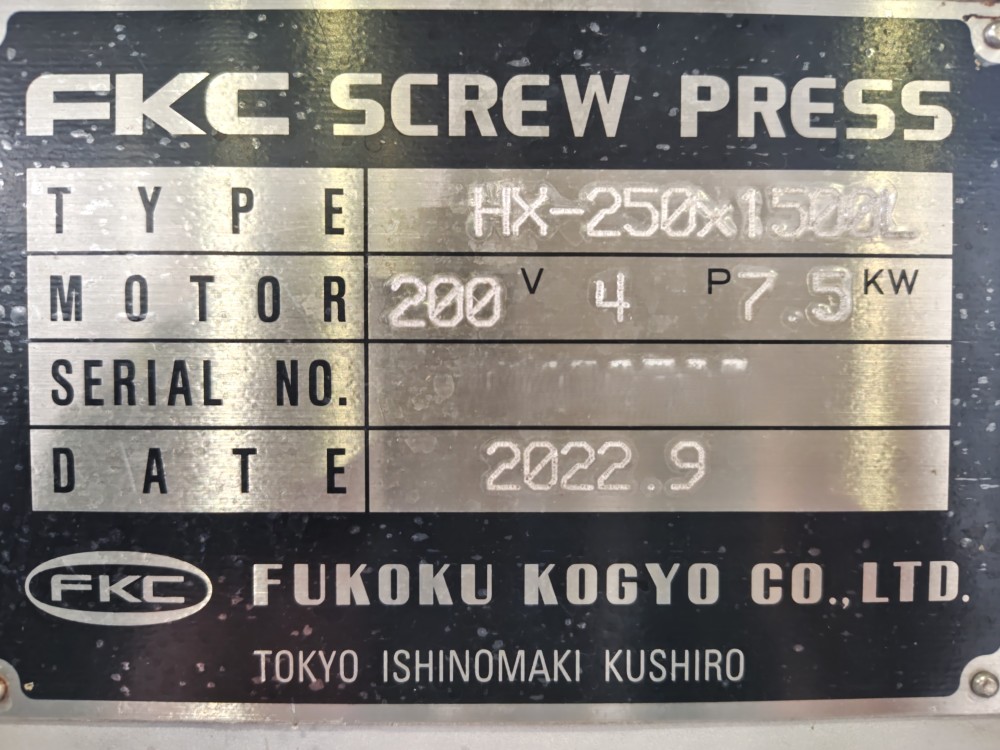 FKC SCREW PRESS
TYPE HX-250x1500L
MOTOR 200 V 4 P 7.5 KW
SERIAL NO.
DATE 2022.9
FKC FUKOKU KOGYO CO.,LTD.
TOKYO ISHINOMAKI KUSHIRO